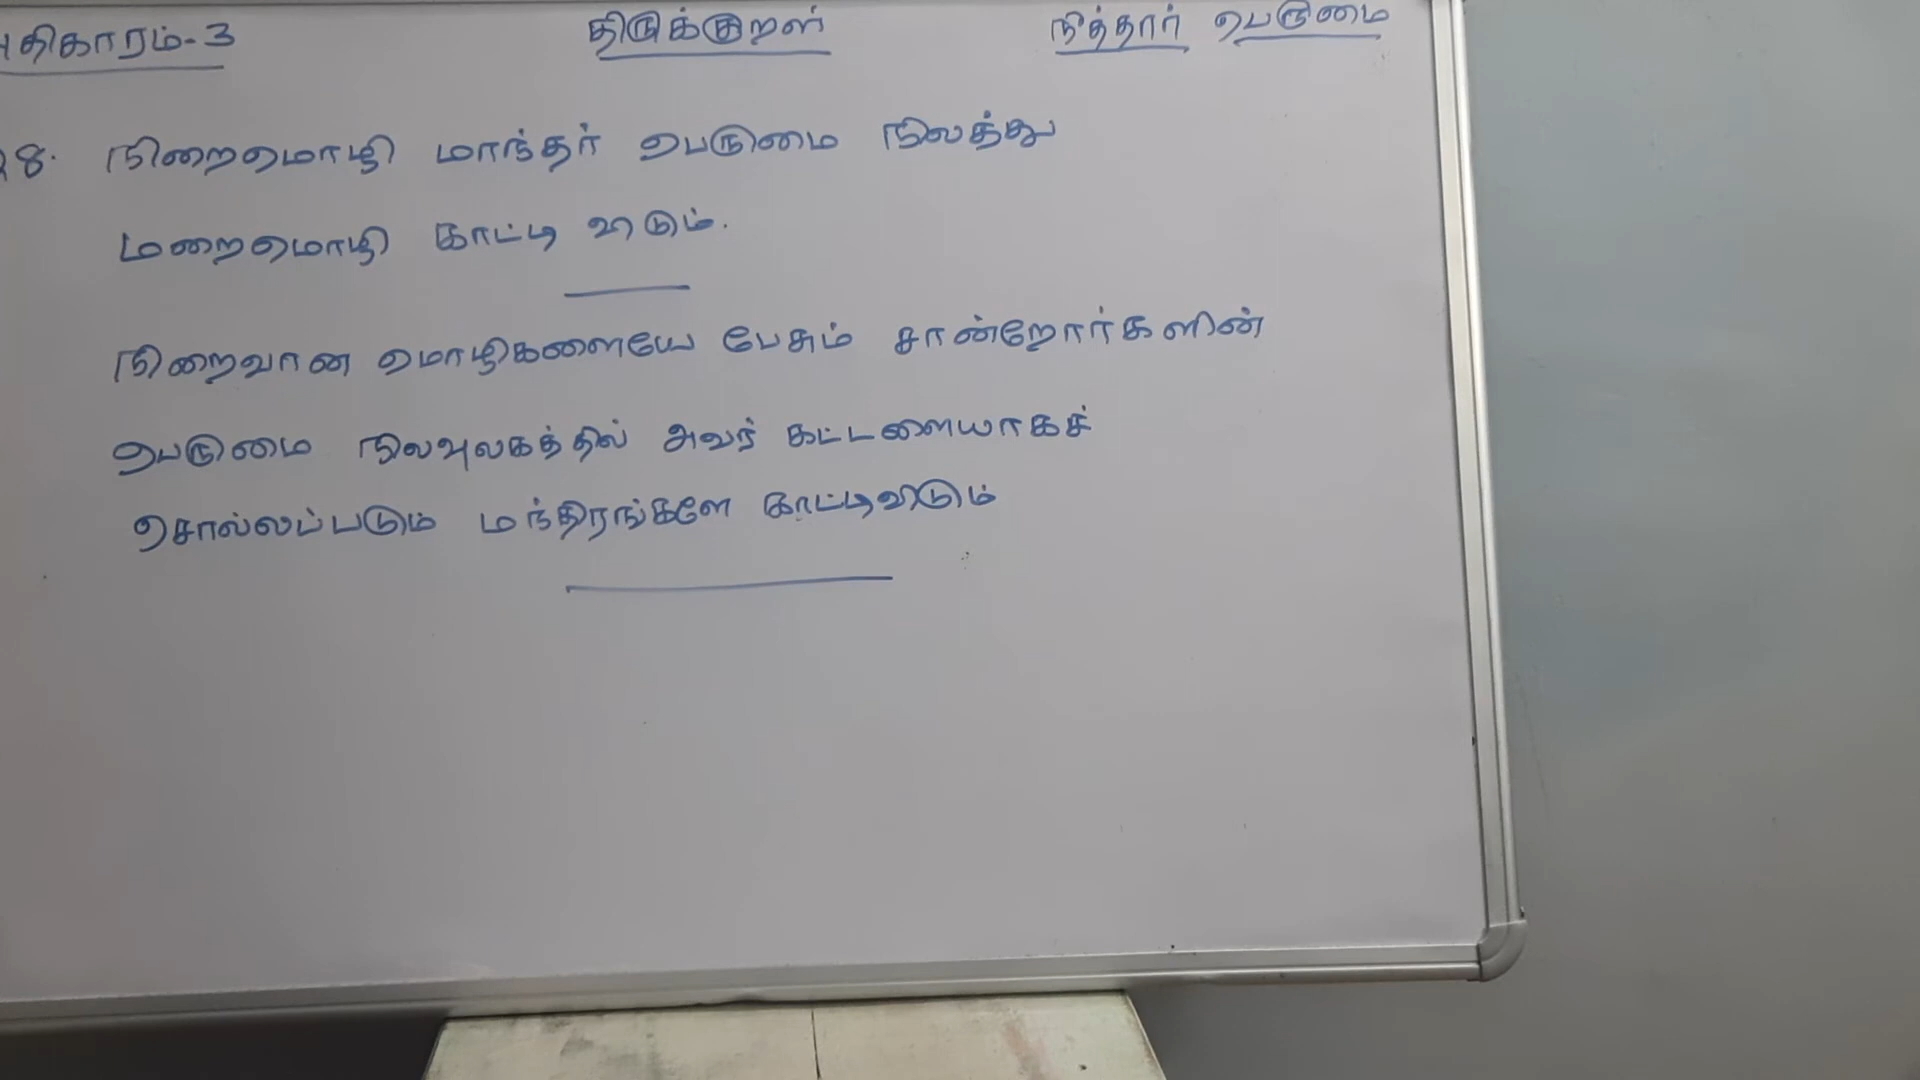 திகாரம்-3 திருக்குறள் நீத்தார் பெருமை
28. நிறைமொழி மாந்தர் பெருமை நிலத்து
மறைமொழி காட்டி விடும்.
நிறைவான மொழிகளையே பேசும் சான்றோர்களின்
பெருமை நிலவுலகத்தில் அவர் கட்டளையாகச்
சொல்லப்படும் மந்திரங்களே காட்டிவிடும்